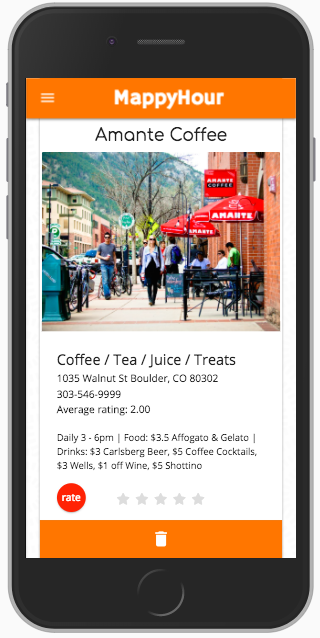 MappyHour
Amante Coffee
AMANTE
COFFEE
AMANTE
Coffee / Tea / Juice / Treats
1035 Walnut St Boulder, CO 80302
303-546-9999
Average rating: 2.00
Daily 3 - 6pm | Food: $3.5 Affogato & Gelato |
Drinks: $3 Carlsberg Beer, $5 Coffee Cocktails,
$3 Wells, $1 off Wine, $5 Shottino
rate